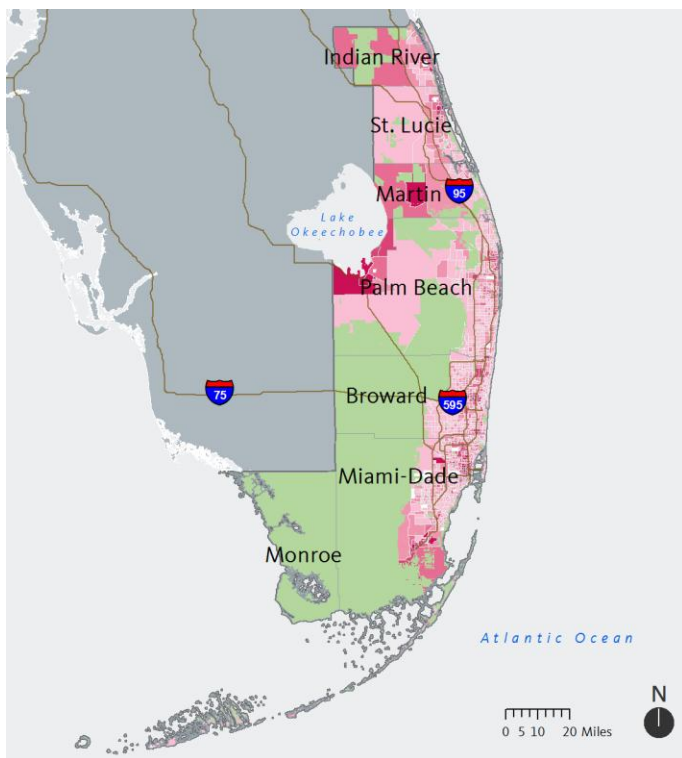 Indian River
St. Lucie
Martin
95
Lake
Okeechobee
Palm Beach
75
Broward
595
Miami-Dade
Monroe
Atlantic Ocean
N
0 5 10 20 Miles